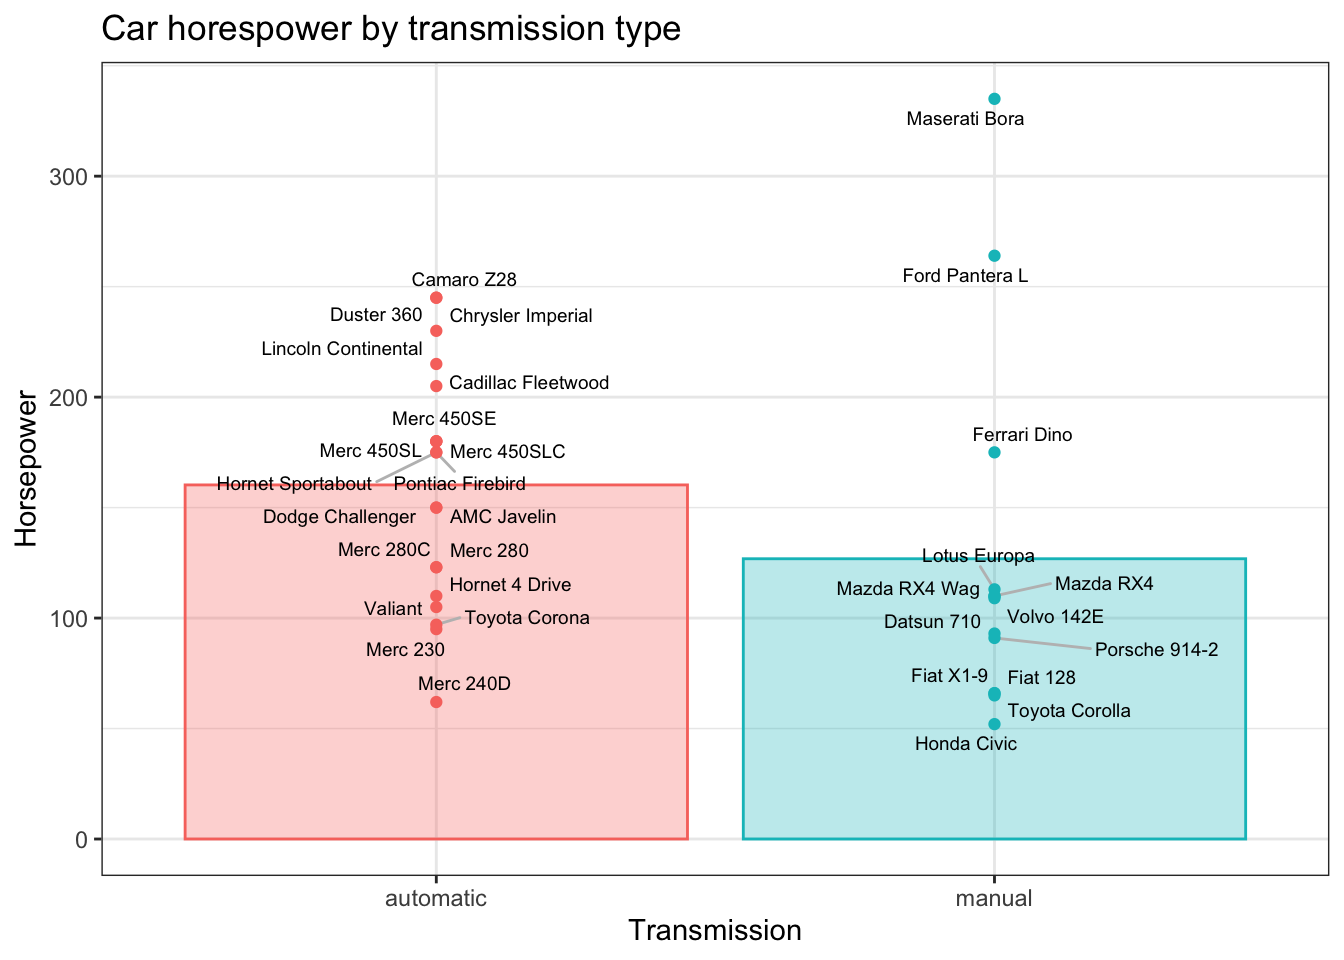 Car horespower by transmission type
Horsepower
300
200
100
0
Camaro Z28
Duster 360
Chrysler Imperial
Lincoln Continental
Cadillac Fleetwood
Merc 450SE
Merc 450SL
Merc 450SLC
Hornet Sportabout
Pontiac Firebird
Dodge Challenger
AMC Javelin
Merc 280C
Merc 280
Hornet 4 Drive
Valiant
Toyota Corona
Merc 230
Merc 240D
Maserati Bora
Ford Pantera L
Ferrari Dino
Lotus Europa
Mazda RX4 Wag
Mazda RX4
Datsun 710
Volvo 142E
Porsche 914-2
Fiat X1-9
Fiat 128
Toyota Corolla
Honda Civic
automatic
manual
Transmission